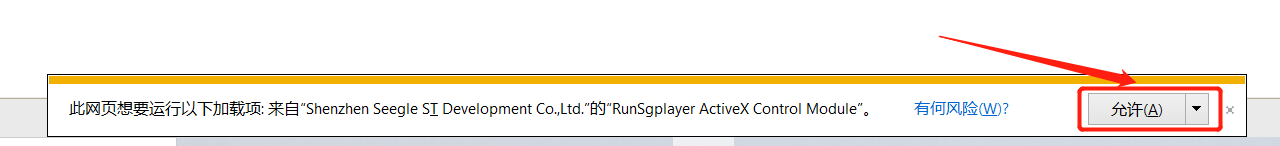 此网页想要运行以下加载项: 来自“Shenzhen Seegle SI Development Co.,Ltd.”的“RunSgplayer ActiveX Control Module”。 有何风险(W)? 允许(A)